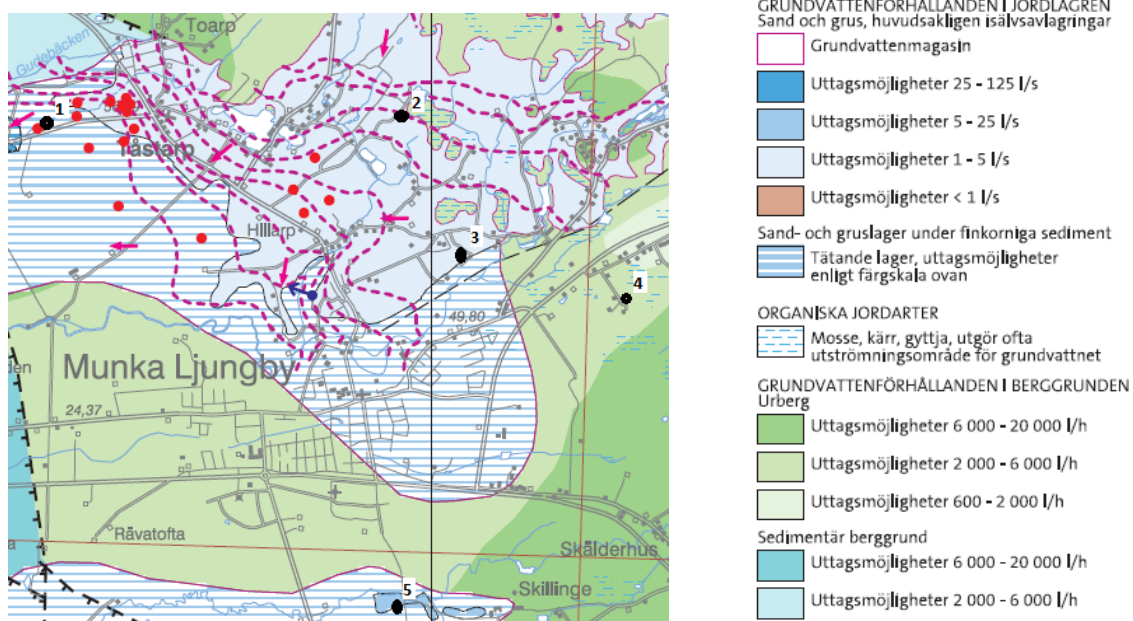 Toarp
Gudebäcken
1
2
Tåstarp
Hillarp
3
4
49,80
Munka Ljungby
24,37
Rävatofta
Skälderhus
Skillinge
5
GRUNDVATTENFÖRHÅLLANDEN I JORDLAGREN
Sand och grus, huvudsakligen isälvsavlagringar
Grundvattenmagasin
Uttagsmöjligheter 25 - 125 l/s
Uttagsmöjligheter 5 - 25 l/s
Uttagsmöjligheter 1 - 5 l/s
Uttagsmöjligheter < 1 l/s
Sand- och gruslager under finkorniga sediment
Tätande lager, uttagsmöjligheter
enligt färgskala ovan
ORGANISKA JORDARTER
Mosse, kärr, gyttja, utgör ofta
utströmningsområde för grundvattnet
GRUNDVATTENFÖRHÅLLANDEN I BERGGRUNDEN
Urberg
Uttagsmöjligheter 6 000 - 20 000 l/h
Uttagsmöjligheter 2 000 - 6 000 l/h
Uttagsmöjligheter 600 - 2 000 l/h
Sedimentär berggrund
Uttagsmöjligheter 6 000 - 20 000 l/h
Uttagsmöjligheter 2 000 - 6 000 l/h